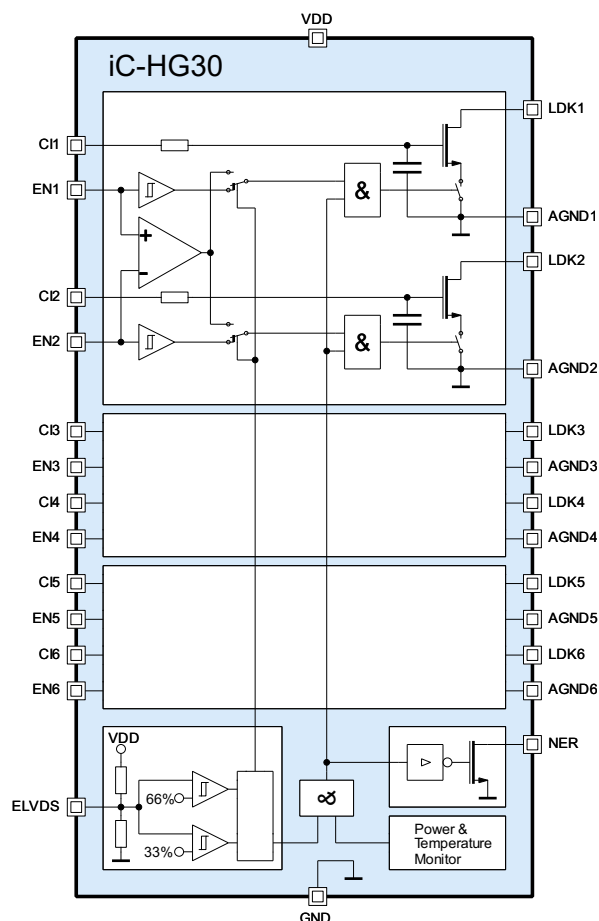 VDD
iC-HG30
LDK1
CI1
EN1
&
AGND1
+
-
LDK2
CI2
EN2
&
AGND2
CI3
LDK3
EN3
AGND3
CI4
LDK4
EN4
AGND4
CI5
LDK5
EN5
AGND5
CI6
LDK6
EN6
AGND6
VDD
NER
66%
ELVDS
&
33%
Power &
Temperature
Monitor
GND